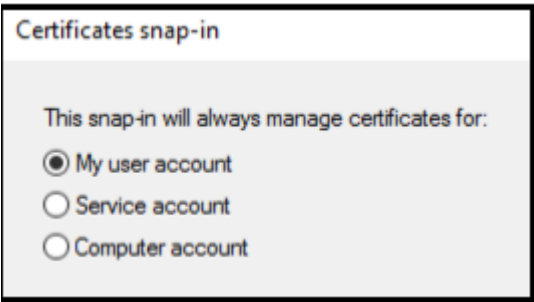 Certificates snap-in
This snap-in will always manage certificates for:
My user account
Service account
Computer account